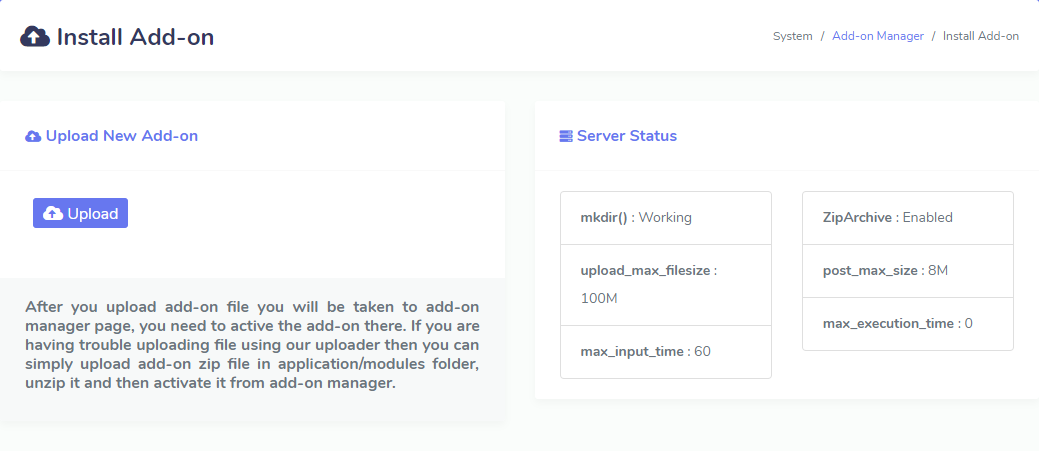 Install Add-on
System / Add-on Manager / Install Add-on
Upload New Add-on
Upload
After you upload add-on file you will be taken to add-on
manager page, you need to active the add-on there. If you are
having trouble uploading file using our uploader then you can
simply upload add-on zip file in application/modules folder,
unzip it and then activate it from add-on manager.
Server Status
mkdir() : Working
upload_max_filesize :
100M
max_input_time : 60
ZipArchive : Enabled
post_max_size : 8M
max_execution_time : 0